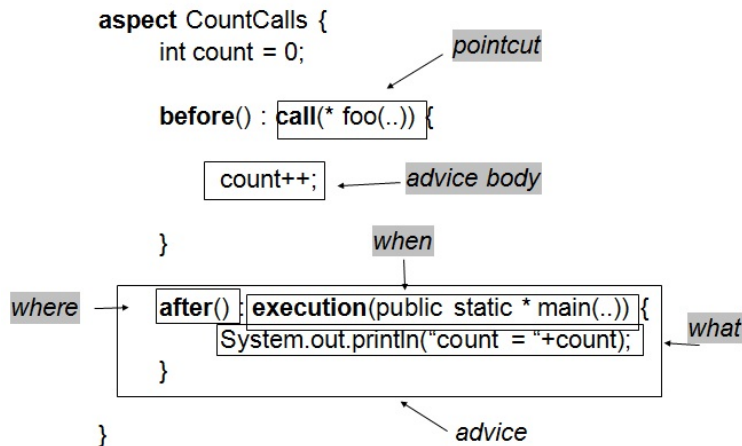 aspect CountCalls {
int count = 0;
pointcut
before() : call(* foo(..)) {
count++;
advice body
}
when
where
after() : execution(public static * main(..)) {
System.out.println(“count = “+count);
what
}
advice
}